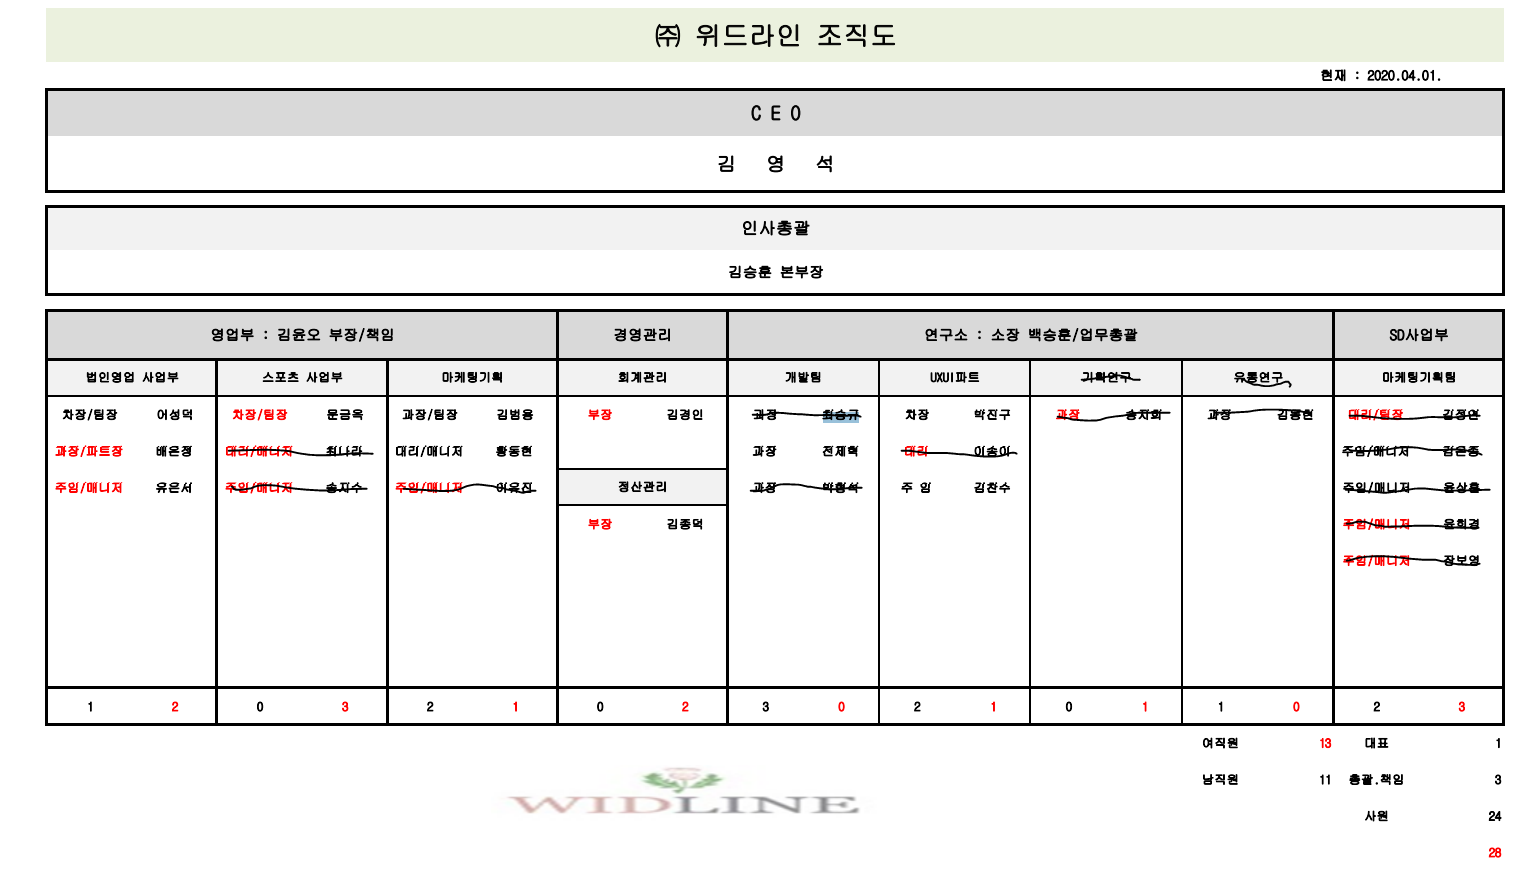 ㈜ 위드라인 조직도
현재 : 2020.04.01.
C E O
김 영 석
인사총괄
김승훈 본부장
영업부 : 김윤오 부장/책임 경영관리 연구소 : 소장 백승훈/업무총괄 SD사업부
법인영업 사업부 스포츠 사업부 마케팅기획 회계관리 개발팀 UXUI파트 기획연구 유통연구 마케팅기획팀
차장/팀장 어성덕 차장/팀장 문금옥 과장/팀장 김범용 부장 김경인 과장 최승규 차장 박진구 과장 송지희 과장 김봉현 대리/팀장 김정연
과장/파트장 배은정 대리/매니저 최나라 대리/매니저 황동현 과장 전제혁 대리 이송이 주임/매니저 김은종
주임/매니저 유은서 주임/매니저 송지수 주임/매니저 이유진 정산관리 과장 박형석 주 임 김찬수 주임/매니저 윤상흠
부장 김종덕 주임/매니저 윤희경
주임/매니저 장보영
1 2 0 3 2 1 0 2 3 0 2 1 0 1 1 0 2 3
여직원 13 대표 1
남직원 11 총괄.책임 3
사원 24
28
WIDLINE